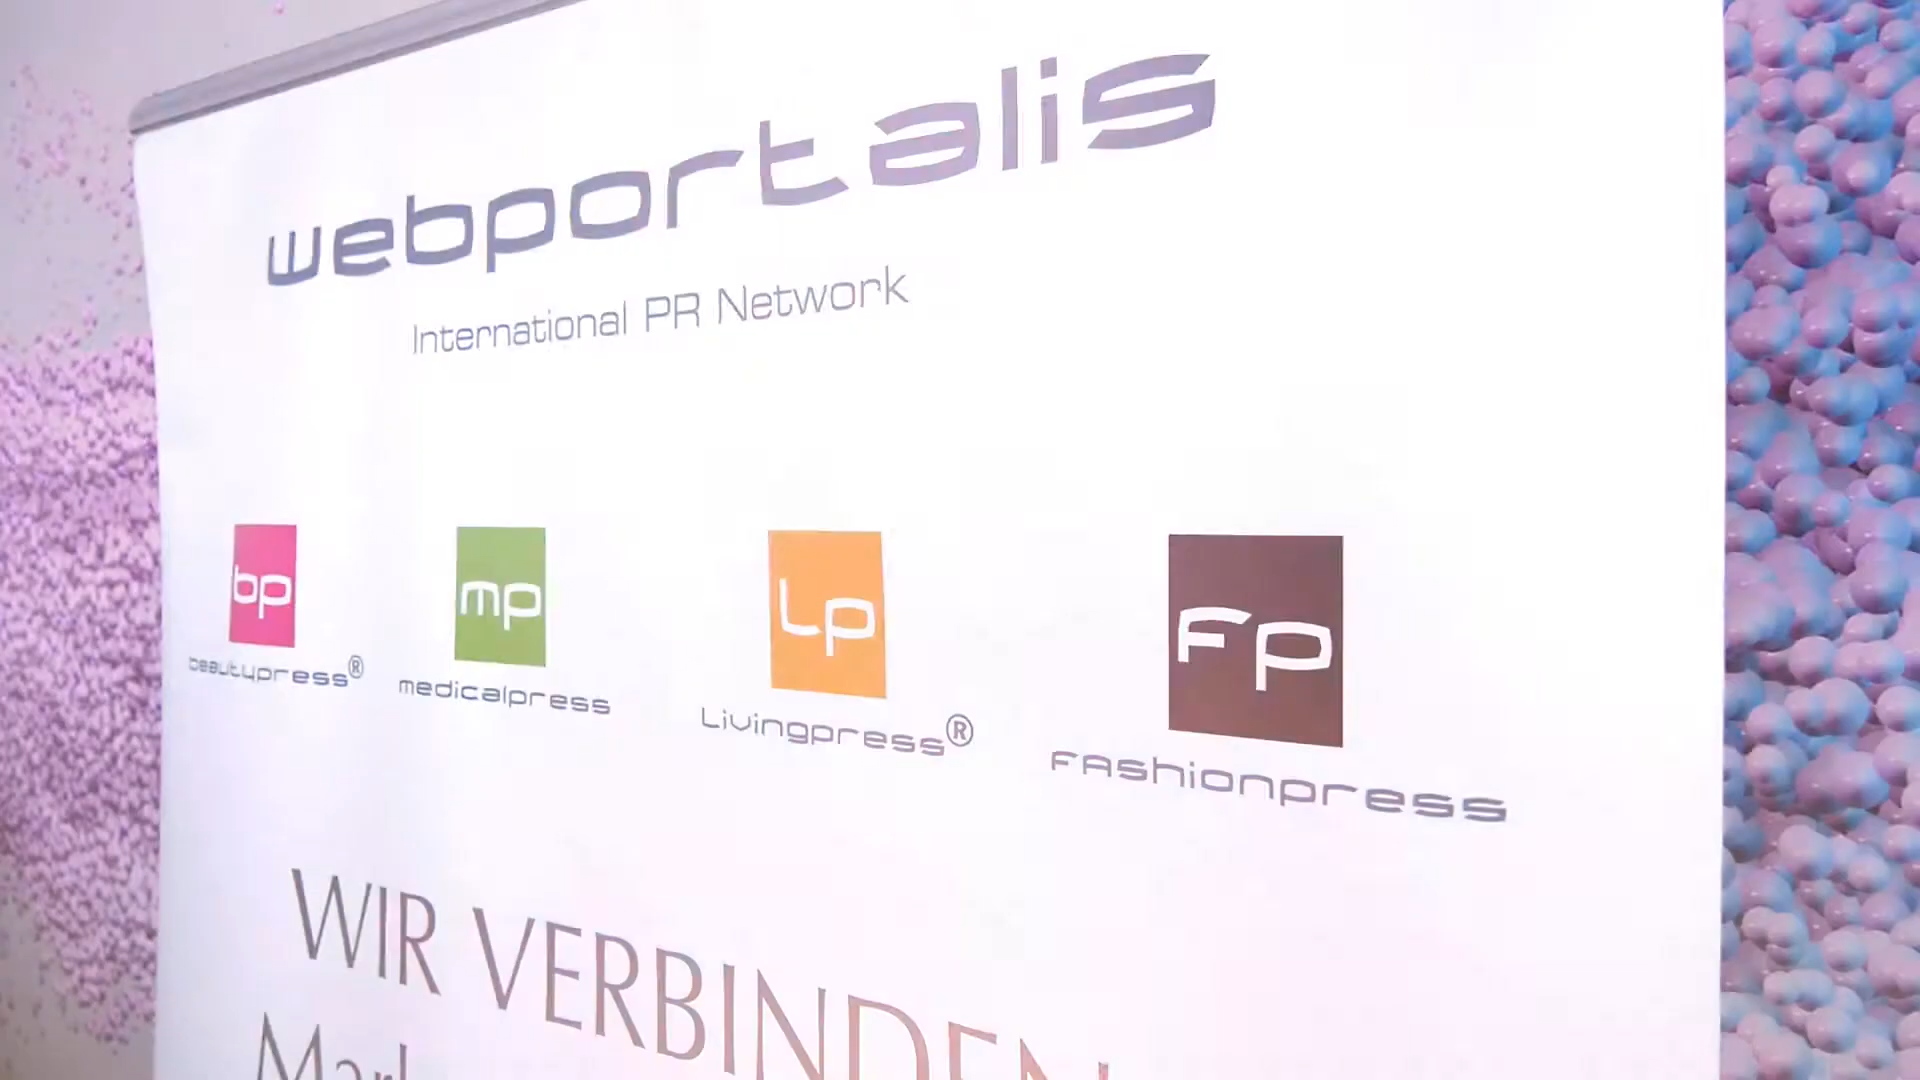 webportalis
International PR Network
bp
mp
Lp
FP
beautypress®
medicalpress
Livingpress®
FAshionpress
WIR VERBINDEN